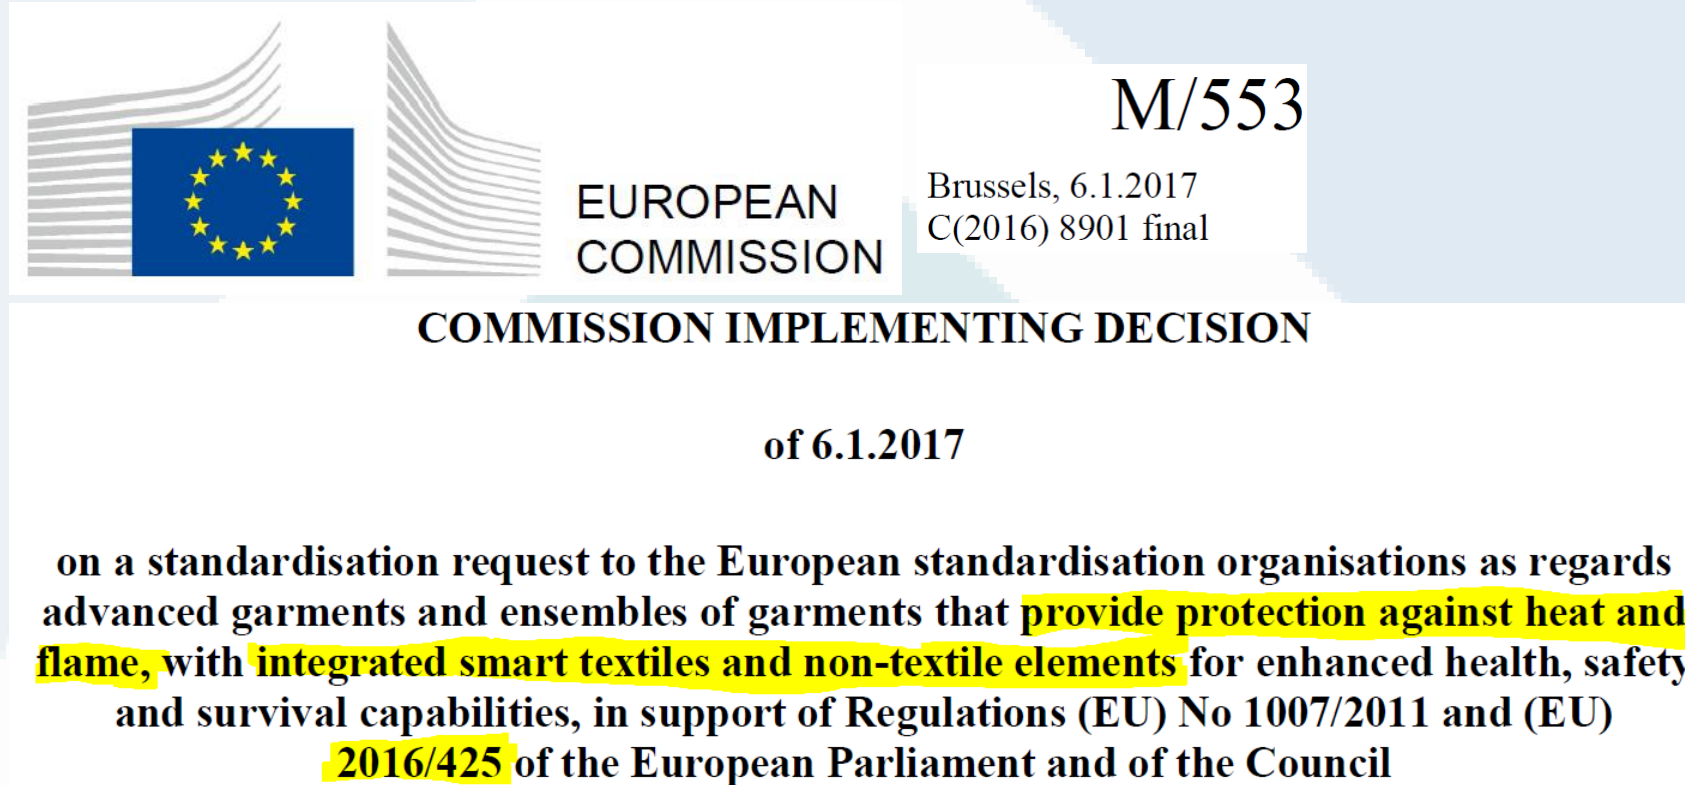 EUROPEAN
COMMISSION
M/553
Brussels, 6.1.2017
C(2016) 8901 final
COMMISSION IMPLEMENTING DECISION
of 6.1.2017
on a standardisation request to the European standardisation organisations as regards
advanced garments and ensembles of garments that provide protection against heat and
flame, with integrated smart textiles and non-textile elements for enhanced health, safety
and survival capabilities, in support of Regulations (EU) No 1007/2011 and (EU)
2016/425 of the European Parliament and of the Council